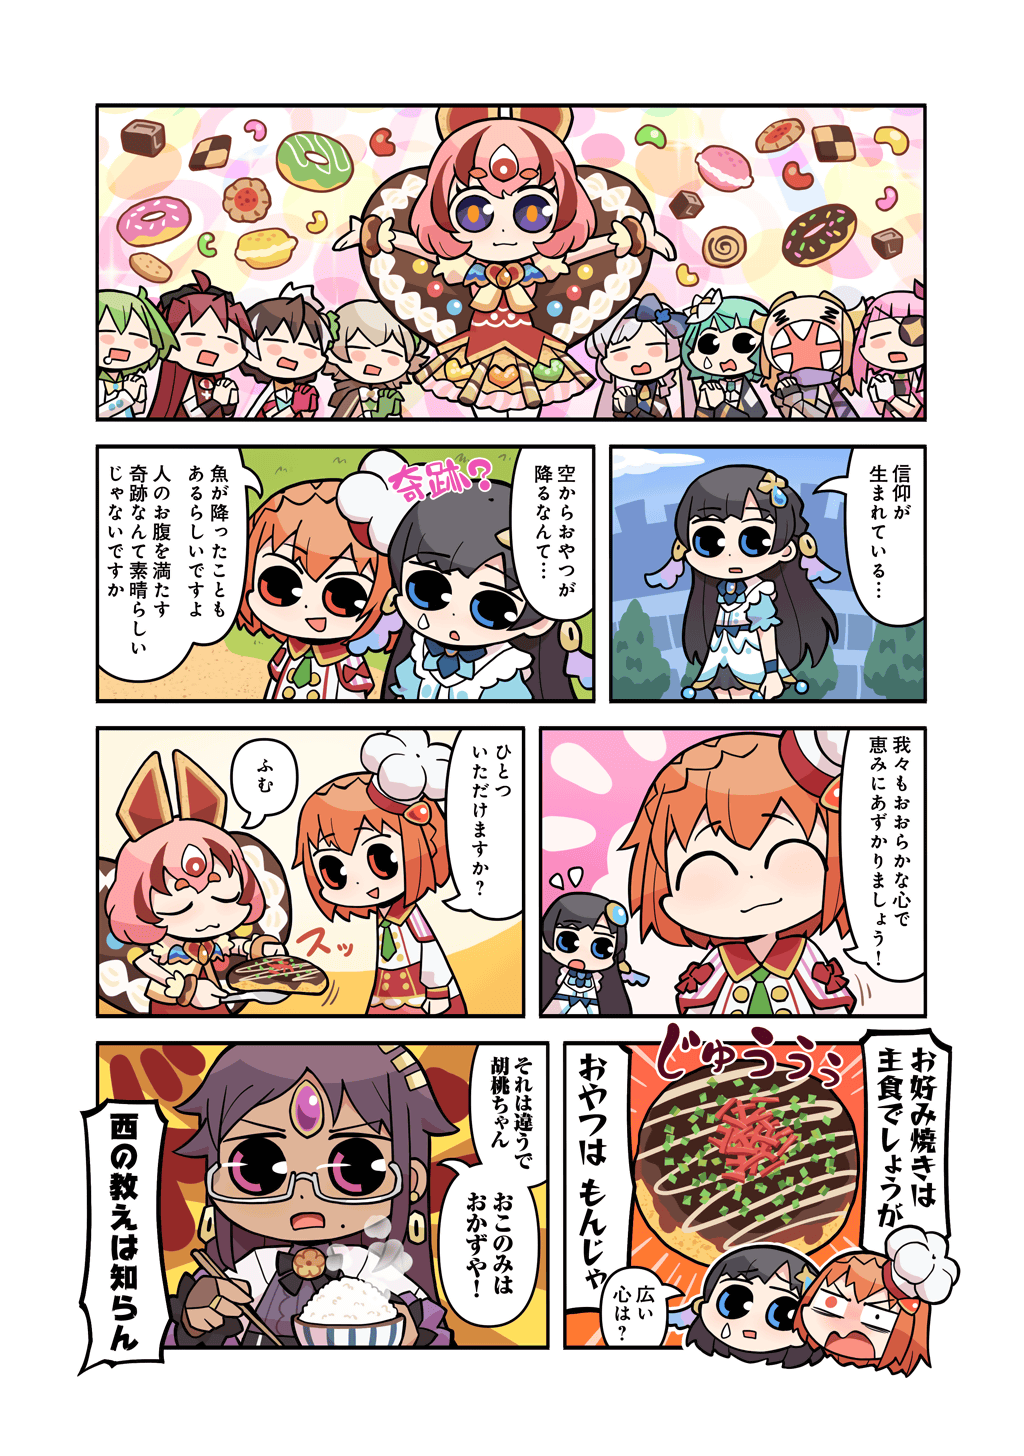 信仰が
生まれている…
空からおやつが
降るなんて…
奇跡？
魚が降ったことも
あるらしいですよ
人のお腹を満たす
奇跡なんて素晴らしい
じゃないですか
我々もおおらかな心で
恵みにあずかりましょう！
ひとつ
いただけますか？
ふむ
スッ
お好み焼きは
主食でしょうが
じゅううぅ
おやつは もんじゃ
広い
心は？
それは違うで
胡桃ちゃん
おこのみは
おかずや！
西の教えは知らん